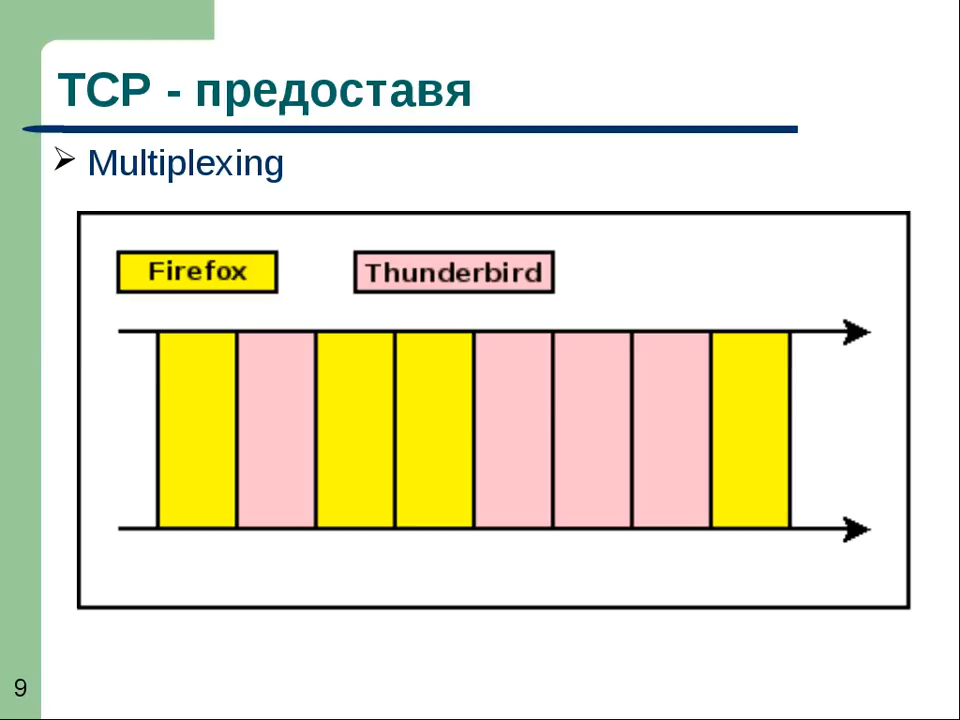 TCP - предоставя
Multiplexing
Firefox
Thunderbird
9